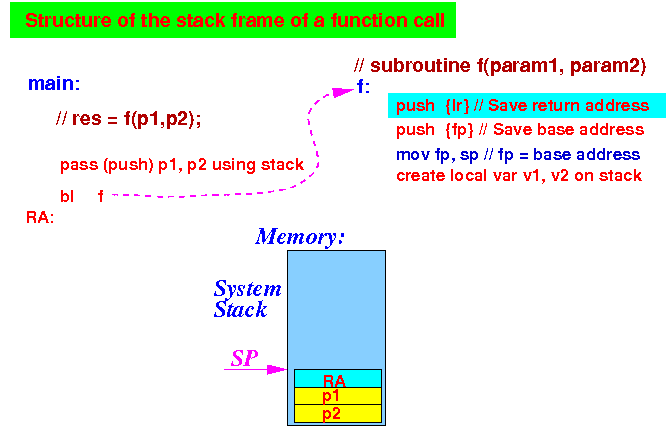 Structure of the stack frame of a function call
main:
// res = f(p1,p2);
pass (push) p1, p2 using stack
bl f
RA:
// subroutine f(param1, param2)
f:
push {lr} // Save return address
push {fp} // Save base address
mov fp, sp // fp = base address
create local var v1, v2 on stack
Memory:
System
Stack
SP
RA
p1
p2